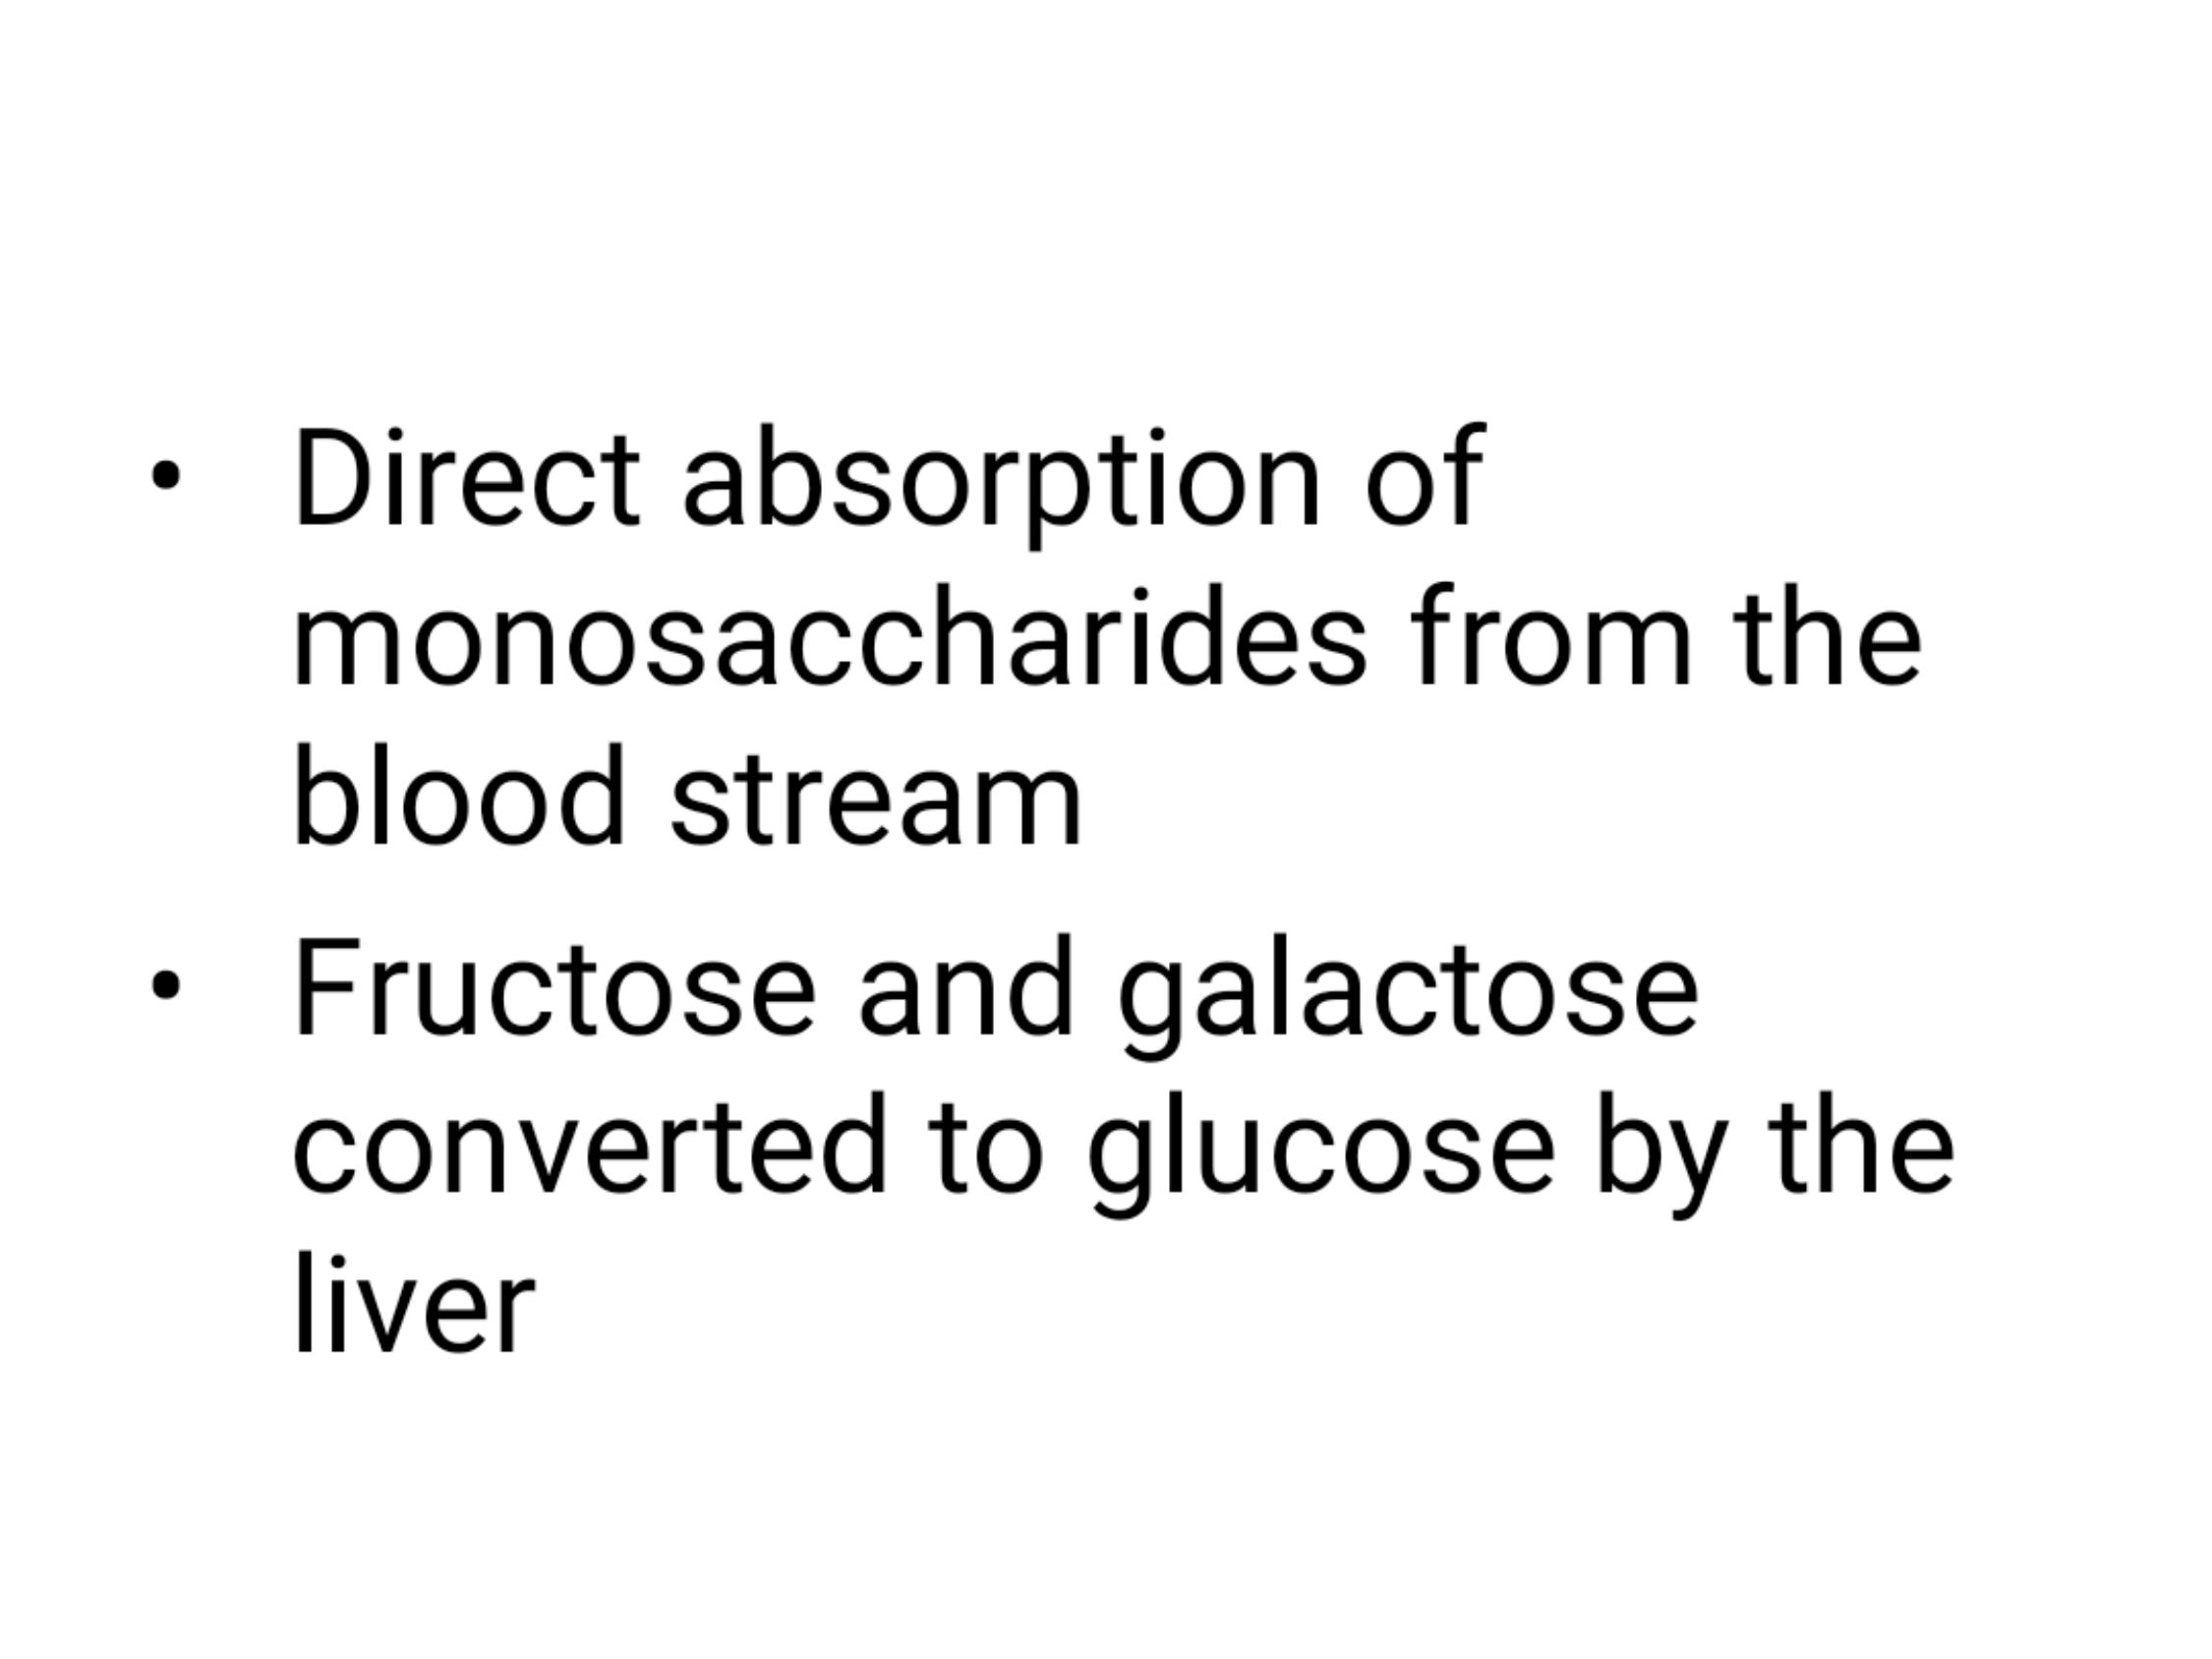 • Direct absorption of
monosaccharides from the
blood stream
• Fructose and galactose
converted to glucose by the
liver